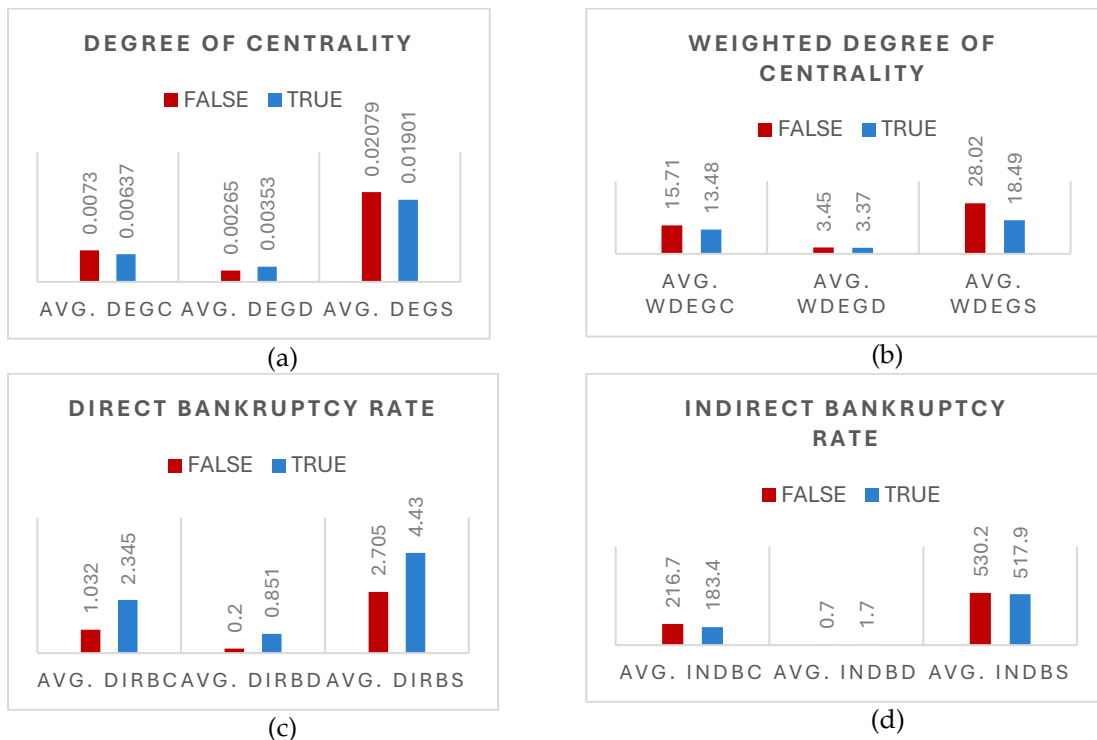 DEGREE OF CENTRALITY
FALSE TRUE
0.0073 0.00637 0.00265 0.00353 0.02079 0.01901
AVG. DEGC AVG. DEGD AVG. DEGS
(a)
WEIGHTED DEGREE OF
CENTRALITY
FALSE TRUE
15.71 13.48 3.45 3.37 28.02 18.49
AVG. WDEGC AVG. WDEGD AVG. WDEGS
(b)
DIRECT BANKRUPTCY RATE
FALSE TRUE
1.032 2.345 0.2 0.851 2.705 4.43
AVG. DIRBC AVG. DIRBD AVG. DIRBS
(c)
INDIRECT BANKRUPTCY
RATE
FALSE TRUE
216.7 183.4 0.7 1.7 530.2 517.9
AVG. INDBC AVG. INDBD AVG. INDBS
(d)